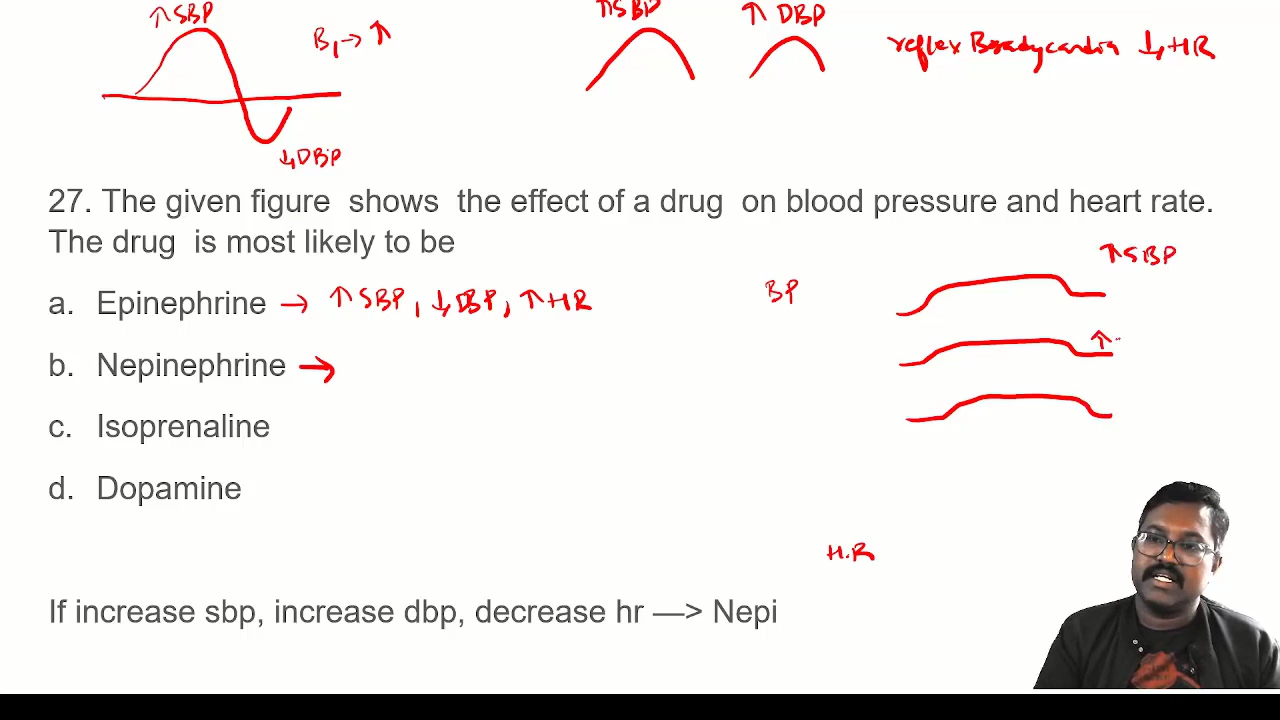 ↑SBP
↑SBP
↑ DBP
B₁→ ↑
reflex Bradycardia ↓HR
↓DBP
27. The given figure shows the effect of a drug on blood pressure and heart rate.
The drug is most likely to be
↑SBP
a. Epinephrine → ↑SBP, ↓DBP, ↑HR
BP
↑
b. Nepinephrine →
c. Isoprenaline
d. Dopamine
H.R
If increase sbp, increase dbp, decrease hr —> Nepi